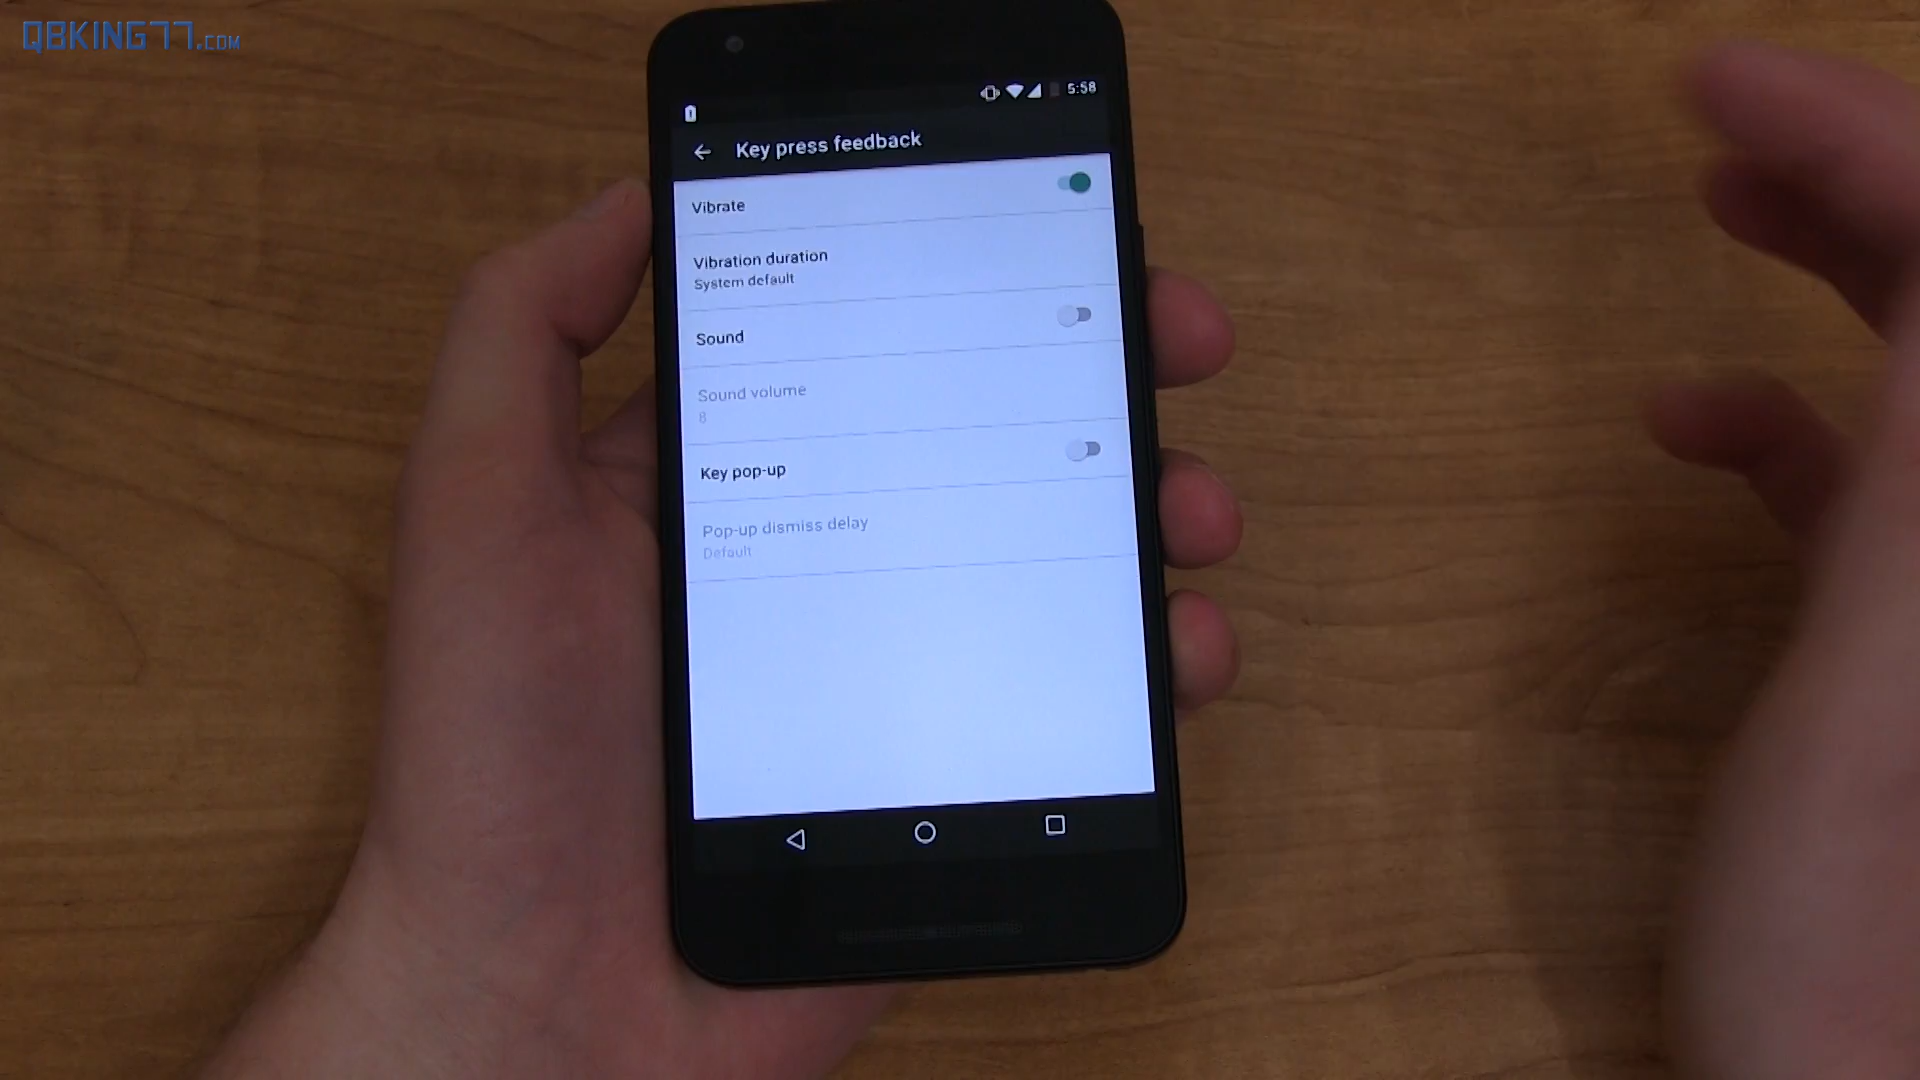 QBKING77.COM
5:58
Key press feedback
Vibrate
Vibration duration
System default
Sound
Sound volume
8
Key pop-up
Pop-up dismiss delay
Default